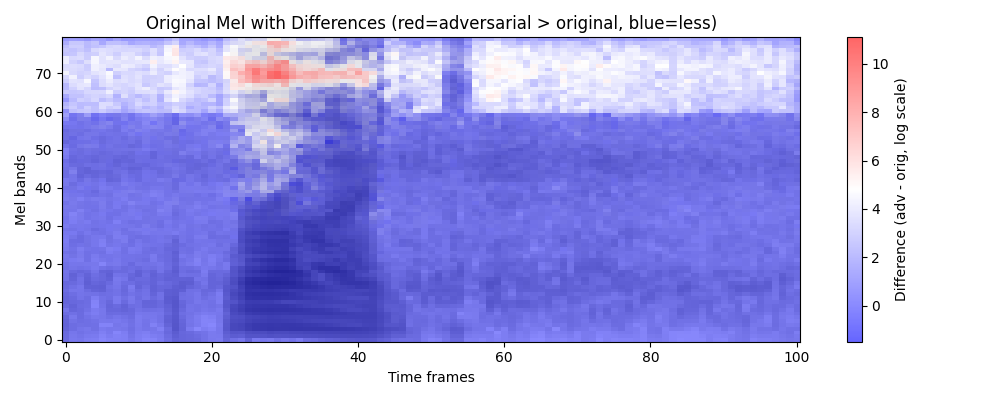 Original Mel with Differences (red=adversarial > original, blue=less)
Mel bands
70
60
50
40
30
20
10
0
0 20 40 60 80 100
Time frames
10
8
6
4
2
0
Difference (adv - orig, log scale)